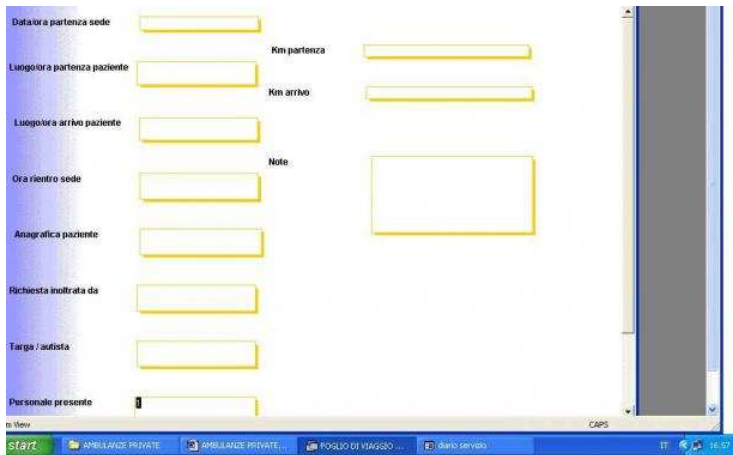 Data/ora partenza sede
Km partenza
Luogo/ora partenza paziente
Km arrivo
Luogo/ora arrivo paziente
Note
Ora rientro sede
Anagrafica paziente
Richiesta inoltrata da
Targa / autista
Personale presente
1
m View
CAPS
start
AMBULANZE PRIVATE
AMBULANZE PRIVATE...
FOGLIO DI VIAGGIO ...
diario servizio
IT
16.57